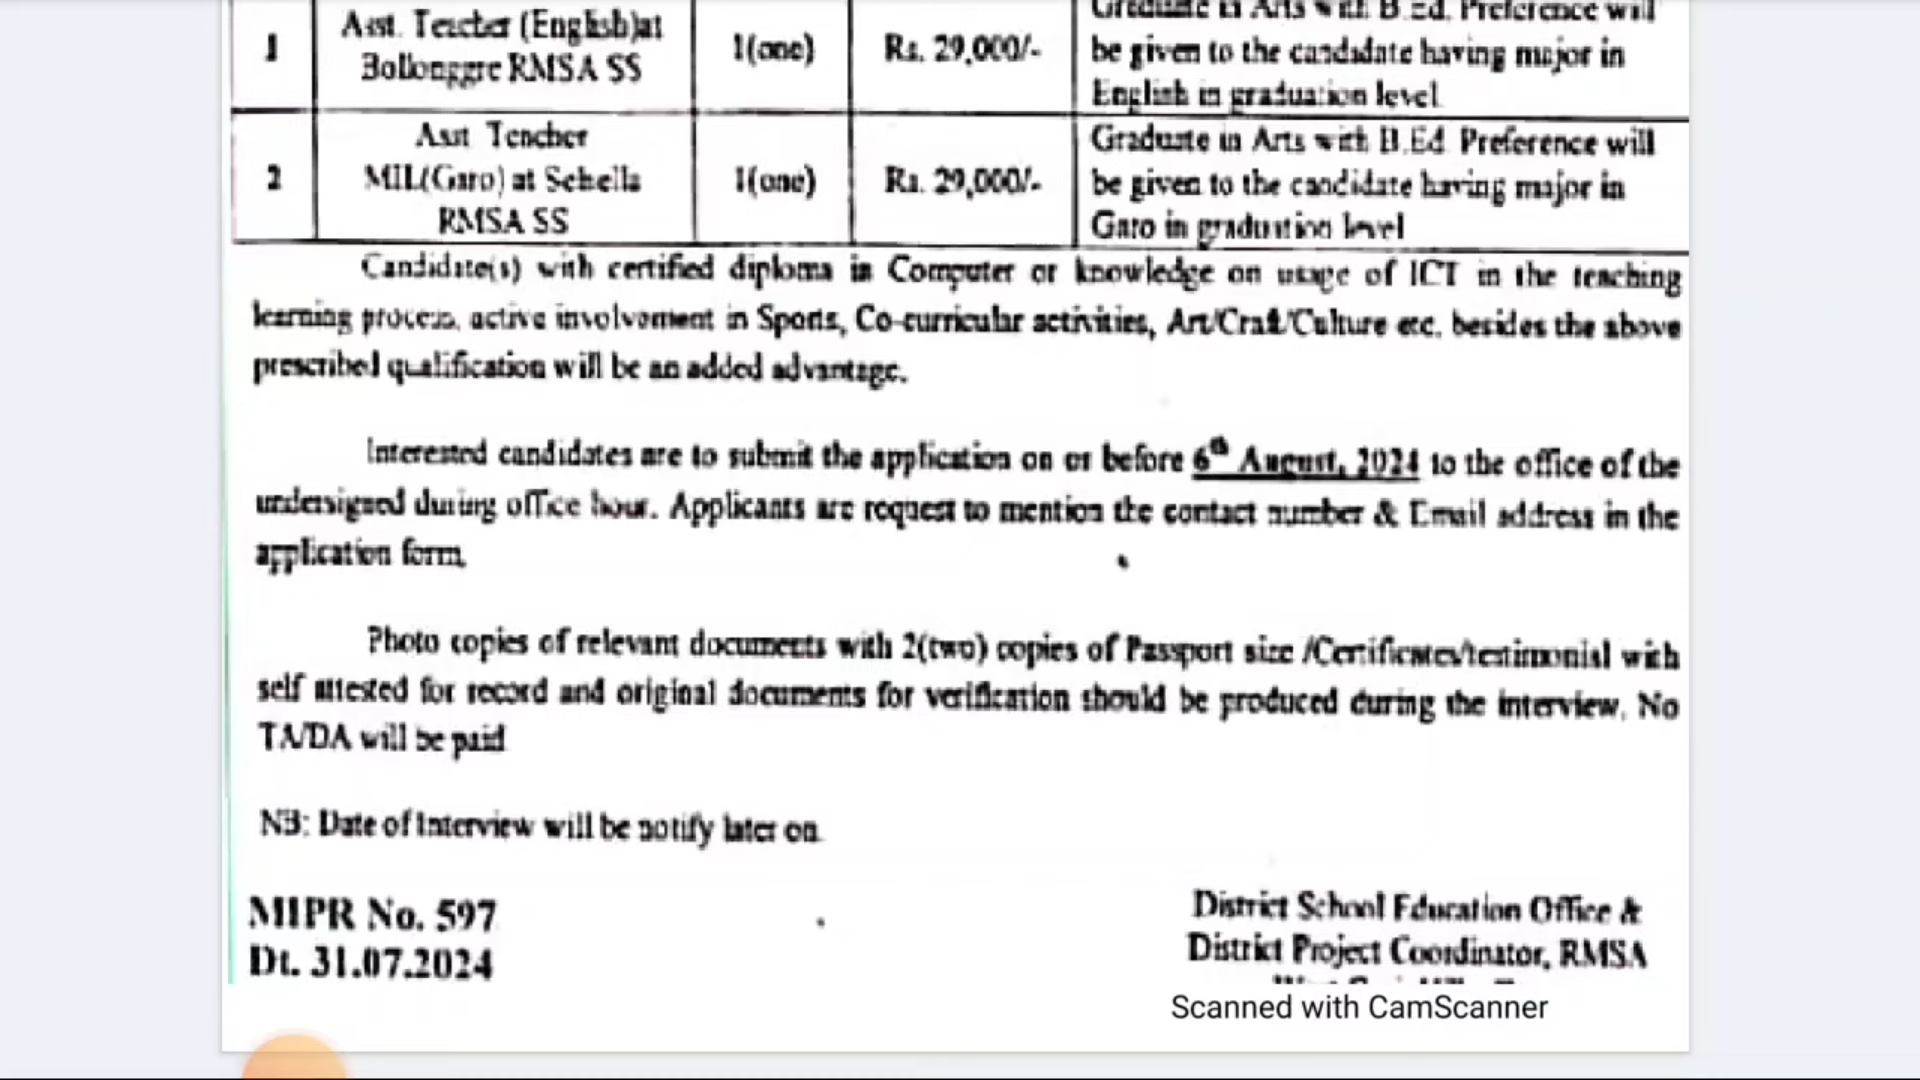 1
Asst. Teacher (English)at
Bollonggre RMSA SS
1(one)
Rs. 29,000/-
Graduate in Arts with B.Ed. Preference will
be given to the candidate having major in
English in graduation level
2
Asst Teacher
MIL(Garo) at Schella
RMSA SS
1(one)
Rs. 29,000/-
Graduate in Arts with B.Ed Preference will
be given to the candidate having major in
Garo in graduation level
Candidate(s) with certified diploma in Computer or knowledge on usage of ICT in the teaching
learning process, active involvement in Sports, Co-curricular activities, Art/Craft/Culture etc. besides the above
prescribed qualification will be an added advantage.
Interested candidates are to submit the application on or before 6th August, 2024 to the office of the
undersigned during office hour. Applicants are request to mention the contact number & Email address in the
application form.
Photo copies of relevant documents with 2(two) copies of Passport size /Certificates/testimonial with
self attested for record and original documents for verification should be produced during the interview. No
TA/DA will be paid
NB: Date of Interview will be notify later on.
MIPR No. 597
Dt. 31.07.2024
District School Education Office &
District Project Coordinator, RMSA
Scanned with CamScanner